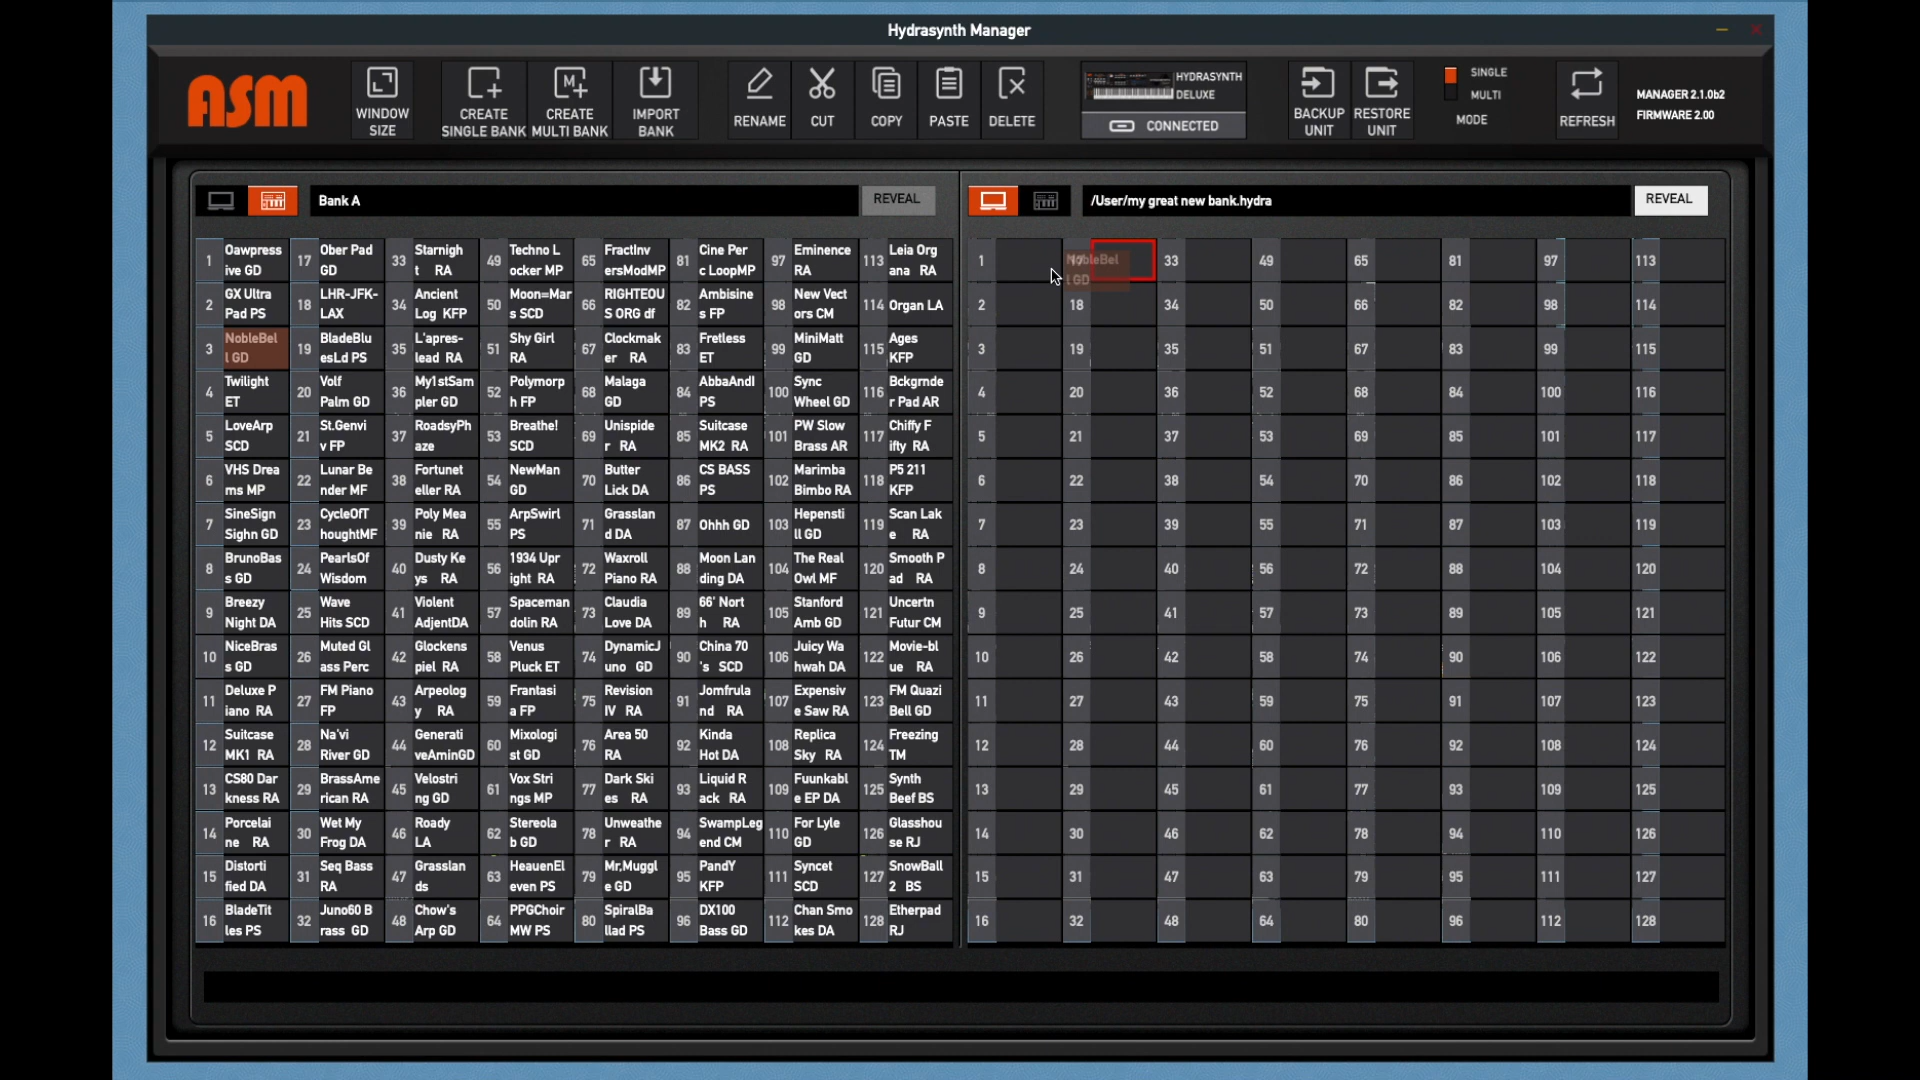 Hydrasynth Manager
ASM
WINDOW
SIZE
CREATE
SINGLE BANK
CREATE
MULTI BANK
IMPORT
BANK
RENAME
CUT
COPY
PASTE
DELETE
HYDRASYNTH
DELUXE
CONNECTED
BACKUP
UNIT
RESTORE
UNIT
SINGLE
MULTI
MODE
REFRESH
MANAGER 2.1.0b2
FIRMWARE 2.00
Bank A
REVEAL
/User/my great new bank.hydra
REVEAL
1 Oawpress
ive GD
2 GX Ultra
Pad PS
3 NobleBel
l GD
4 Twilight
ET
5 LoveArp
SCD
6 VHS Drea
ms MP
7 SineSign
Sighn GD
8 BrunoBas
s GD
9 Breezy
Night DA
10 NiceBras
s GD
11 Deluxe P
iano RA
12 Suitcase
MK1 RA
13 CS80 Dar
kness RA
14 Porcelai
ne RA
15 Distorti
fied DA
16 BladeTit
les PS
17 Ober Pad
GD
18 LHR-JFK-
LAX
19 BladeBlu
esLd PS
20 Volf
Palm GD
21 St.Genvi
v FP
22 Lunar Be
nder MF
23 CycleOfT
houghtMF
24 PearlsOf
Wisdom
25 Wave
Hits SCD
26 Muted Gl
ass Perc
27 FM Piano
FP
28 Na'vi
River GD
29 BrassAme
rican RA
30 Wet My
Frog DA
31 Seq Bass
RA
32 Juno60 B
rass GD
33 Starnigh
t RA
34 Ancient
Log KFP
35 L'apres-
lead RA
36 My1stSam
pler GD
37 RoadsyPh
aze
38 Fortunet
eller RA
39 Poly Mea
nie RA
40 Dusty Ke
ys RA
41 Violent
AdjentDA
42 Glockens
piel RA
43 Arpeolog
y RA
44 Generati
veAminGD
45 Velostri
ng GD
46 Roady
LA
47 Grasslan
ds
48 Chow's
Arp GD
49 Techno L
ocker MP
50 Moon=Mar
s SCD
51 Shy Girl
RA
52 Polymorp
h FP
53 Breathe!
SCD
54 NewMan
GD
55 ArpSwirl
PS
56 1934 Upr
ight RA
57 Spaceman
dolin RA
58 Venus
Pluck ET
59 Frantasi
a FP
60 Mixologi
st GD
61 Vox Stri
ngs MP
62 Stereola
b GD
63 HeauenEl
even PS
64 PPGChoir
MW PS
65 FractInv
ersModMP
66 RIGHTEOU
S ORG df
67 Clockmak
er RA
68 Malaga
GD
69 Unispide
r RA
70 Butter
Lick DA
71 Grasslan
d DA
72 Waxroll
Piano RA
73 Claudia
Love DA
74 DynamicJ
uno GD
75 Revision
IV RA
76 Area 50
RA
77 Dark Ski
es RA
78 Unweathe
r RA
79 Mr,Muggl
e GD
80 SpiralBa
llad PS
81 Cine Per
c LoopMP
82 Ambisine
s FP
83 Fretless
ET
84 AbbaAndI
PS
85 Suitcase
MK2 RA
86 CS BASS
PS
87 Ohhh GD
88 Moon Lan
ding DA
89 66' Nort
h RA
90 China 70
's SCD
91 Jomfrula
nd RA
92 Kinda
Hot DA
93 Liquid R
ack RA
94 SwampLeg
end CM
95 PandY
KFP
96 DX100
Bass GD
97 Eminence
RA
98 New Vect
ors CM
99 MiniMatt
GD
100 Sync
Wheel GD
101 PW Slow
Brass AR
102 Marimba
Bimbo RA
103 Hepensti
ll GD
104 The Real
Owl MF
105 Stanford
Amb GD
106 Juicy Wa
hwah DA
107 Expensiv
e Saw RA
108 Replica
Sky RA
109 Fuunkabl
e EP DA
110 For Lyle
GD
111 Syncet
SCD
112 Chan Smo
kes DA
113 Leia Org
ana RA
114 Organ LA
115 Ages
KFP
116 Bckgrnde
r Pad AR
117 Chiffy F
ifty RA
118 P5 211
KFP
119 Scan Lak
e RA
120 Smooth P
ad RA
121 Uncertn
Futur CM
122 Movie-bl
ue RA
123 FM Quazi
Bell GD
124 Freezing
TM
125 Synth
Beef BS
126 Glasshou
se RJ
127 SnowBall
2 BS
128 Etherpad
RJ
1 17 33 49 65 81 97 113
NobleBel
l GD
2 18 34 50 66 82 98 114
3 19 35 51 67 83 99 115
4 20 36 52 68 84 100 116
5 21 37 53 69 85 101 117
6 22 38 54 70 86 102 118
7 23 39 55 71 87 103 119
8 24 40 56 72 88 104 120
9 25 41 57 73 89 105 121
10 26 42 58 74 90 106 122
11 27 43 59 75 91 107 123
12 28 44 60 76 92 108 124
13 29 45 61 77 93 109 125
14 30 46 62 78 94 110 126
15 31 47 63 79 95 111 127
16 32 48 64 80 96 112 128